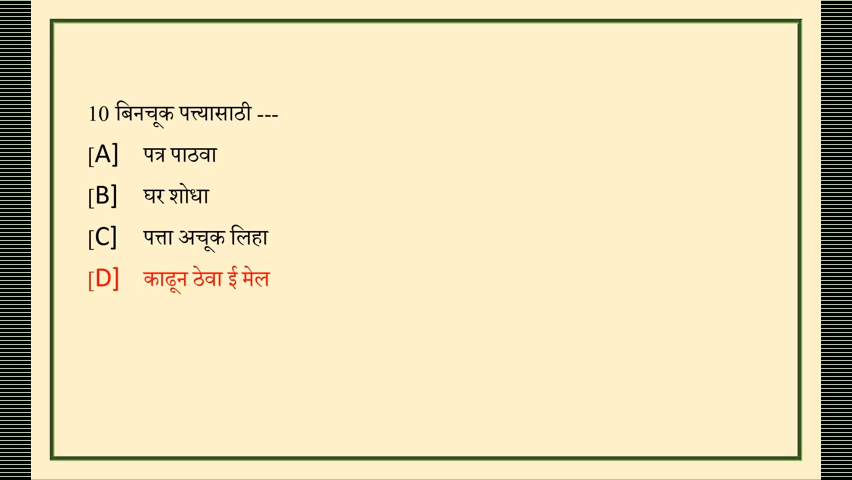 10 बिनचूक पत्त्यासाठी ---
[A] पत्र पाठवा
[B] घर शोधा
[C] पत्ता अचूक लिहा
[D] काढून ठेवा ई मेल